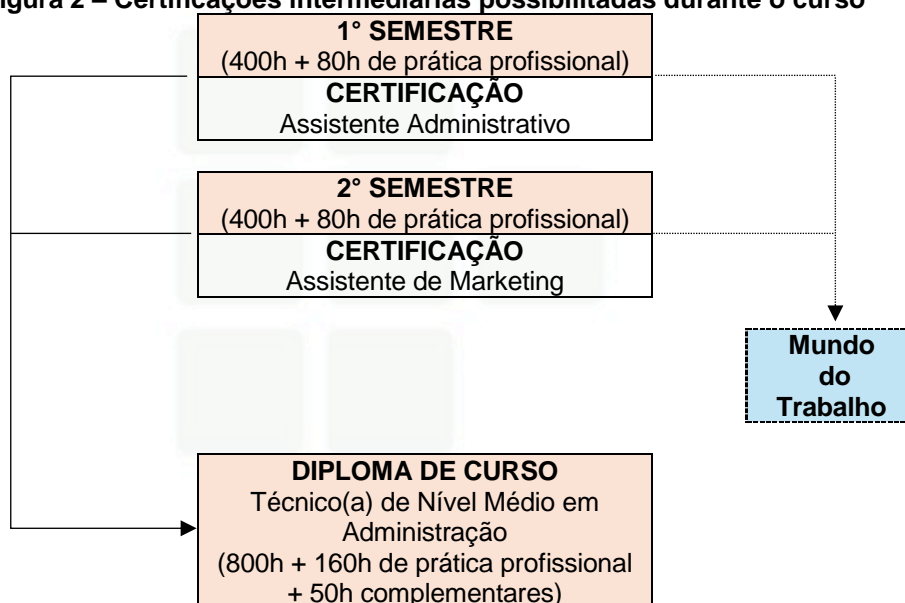 gura 2 – Certificações intermediárias possibilitadas durante o curso
1° SEMESTRE
(400h + 80h de prática profissional)
CERTIFICAÇÃO
Assistente Administrativo
2° SEMESTRE
(400h + 80h de prática profissional)
CERTIFICAÇÃO
Assistente de Marketing
Mundo
do
Trabalho
DIPLOMA DE CURSO
Técnico(a) de Nível Médio em
Administração
(800h + 160h de prática profissional
+ 50h complementares)